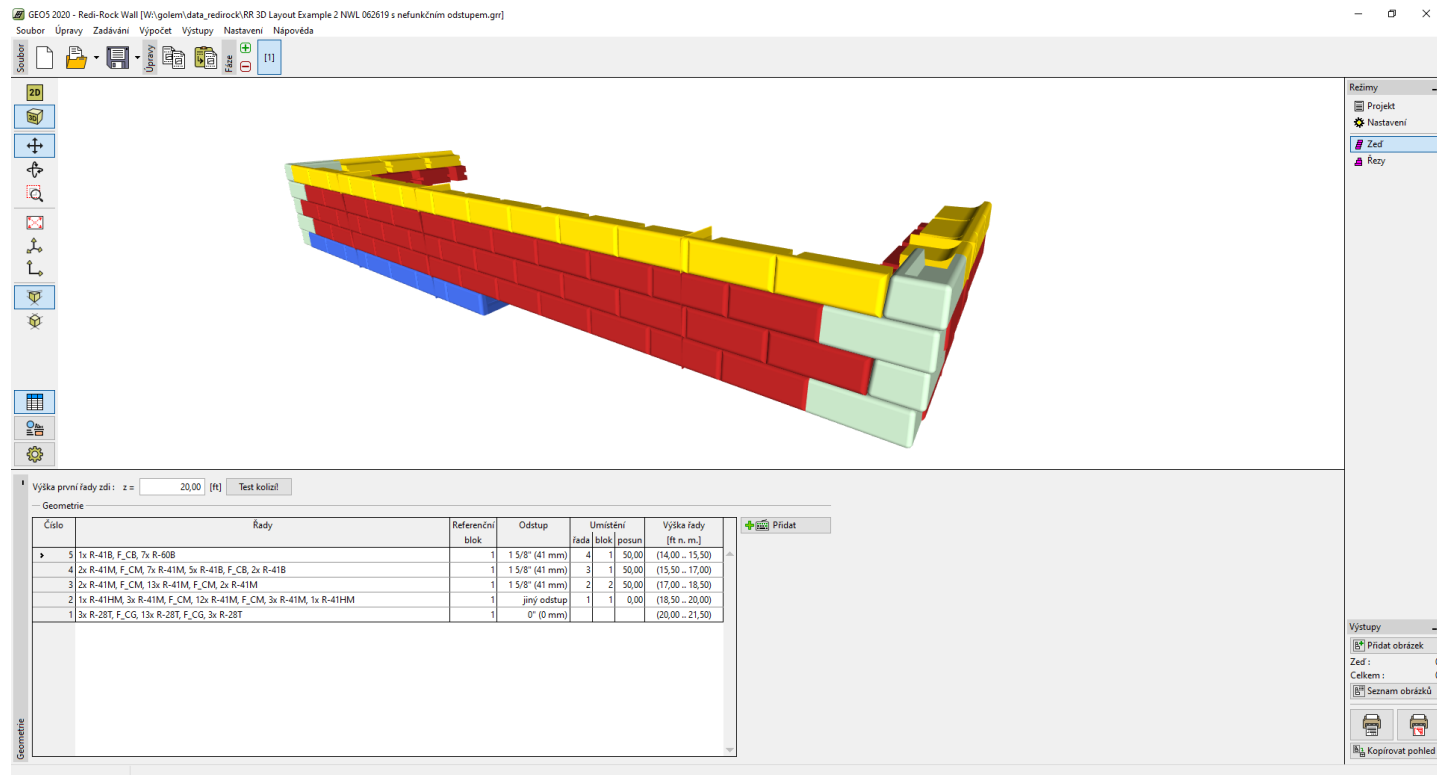 GEO5 2020 - Redi-Rock Wall [W:\golem\data_redirock\RR 3D Layout Example 2 NWL 062619 s nefunkčním odstupem.grr]
Soubor Úpravy Zadávání Výpočet Výstupy Nastavení Nápověda
Soubor Úpravy Fáze [1]
2D
3D
Režimy
Projekt
Nastavení
Zeď
Řezy
Výška první řady zdi : z = 20,00 [ft] Test kolizí!
Geometrie
Číslo Řady Referenční Odstup Umístění Výška řady
blok řada blok posun [ft n. m.]
Přidat
5 1x R-41B, F_CB, 7x R-60B 1 1 5/8" (41 mm) 4 1 50,00 (14,00 .. 15,50)
4 2x R-41M, F_CM, 7x R-41M, 5x R-41B, F_CB, 2x R-41B 1 1 5/8" (41 mm) 3 1 50,00 (15,50 .. 17,00)
3 2x R-41M, F_CM, 13x R-41M, F_CM, 2x R-41M 1 1 5/8" (41 mm) 2 2 50,00 (17,00 .. 18,50)
2 1x R-41HM, 3x R-41M, F_CM, 12x R-41M, F_CM, 3x R-41M, 1x R-41HM 1 jiný odstup 1 1 0,00 (18,50 .. 20,00)
1 3x R-28T, F_CG, 13x R-28T, F_CG, 3x R-28T 1 0" (0 mm) (20,00 .. 21,50)
Geometrie
Výstupy
Přidat obrázek
Zeď :
Celkem :
Seznam obrázků
Kopírovat pohled